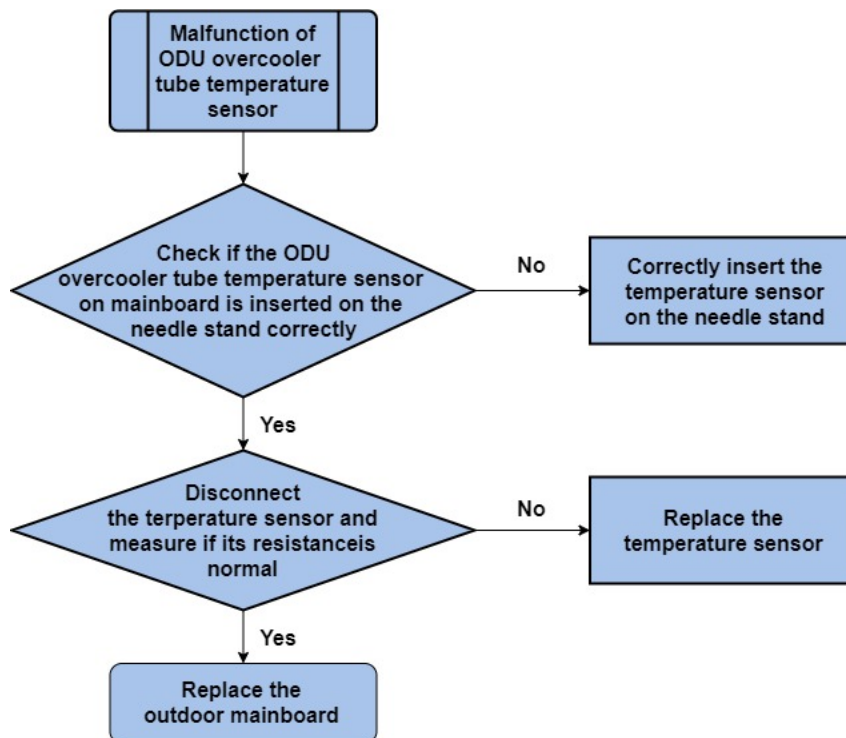 Malfunction of
ODU overcooler
tube temperature
sensor
Check if the ODU
overcooler tube temperature sensor
on mainboard is inserted on the
needle stand correctly
No
Correctly insert the
temperature sensor
on the needle stand
Yes
Disconnect
the terperature sensor and
measure if its resistanceis
normal
No
Replace the
temperature sensor
Yes
Replace the
outdoor mainboard